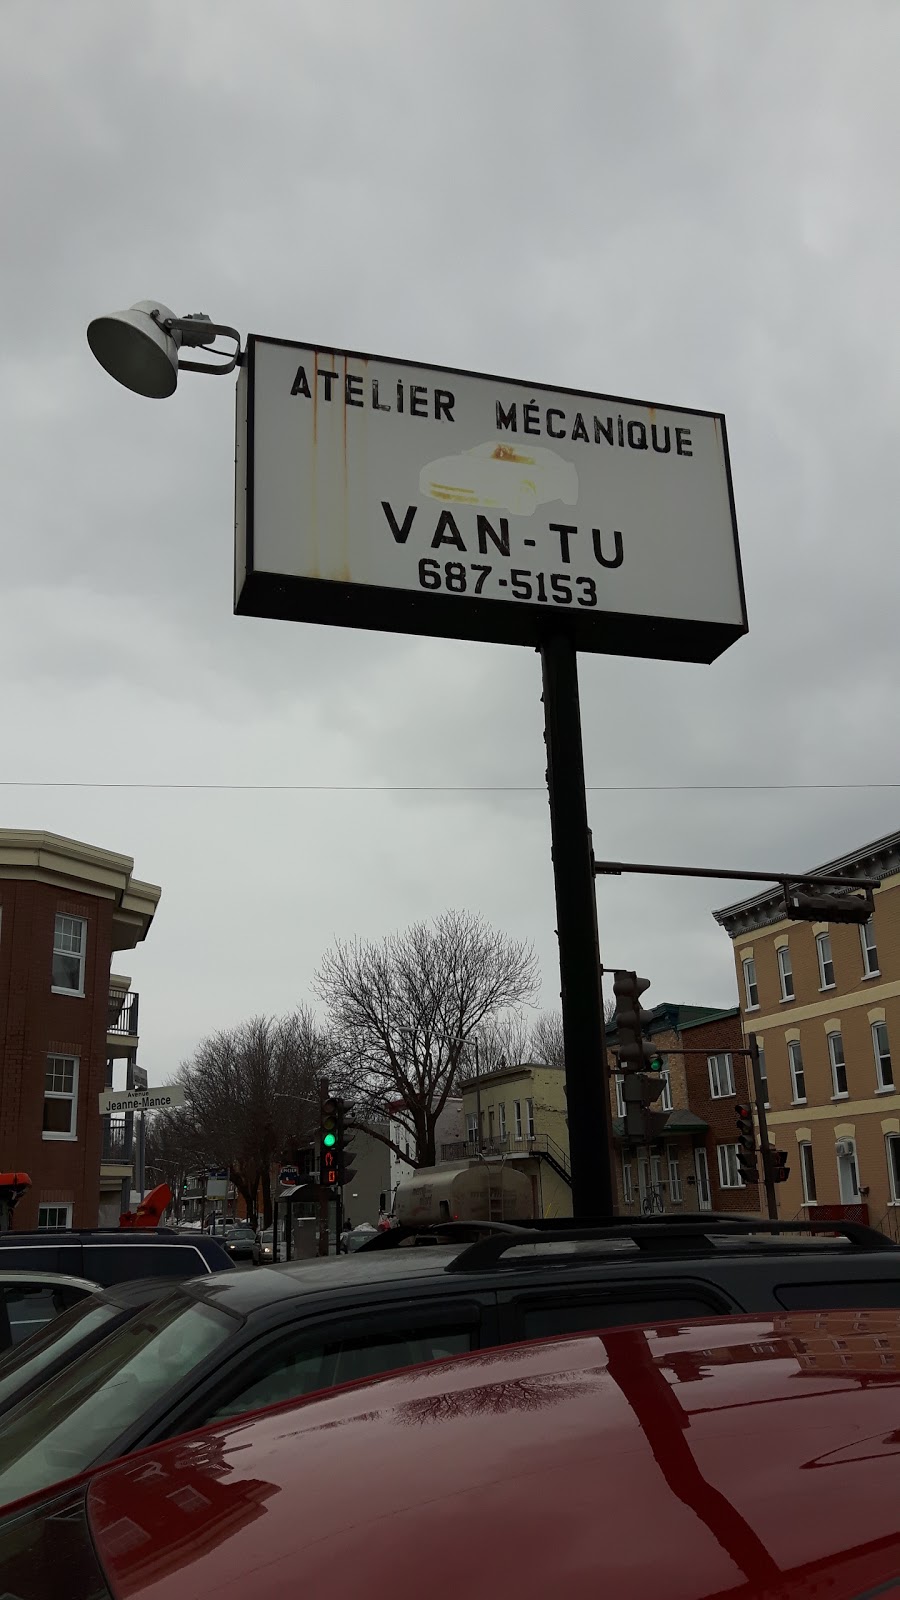 ATELiER MÉCANiQUE
VAN-TU
687-5153
Avenue
Jeanne-Mance